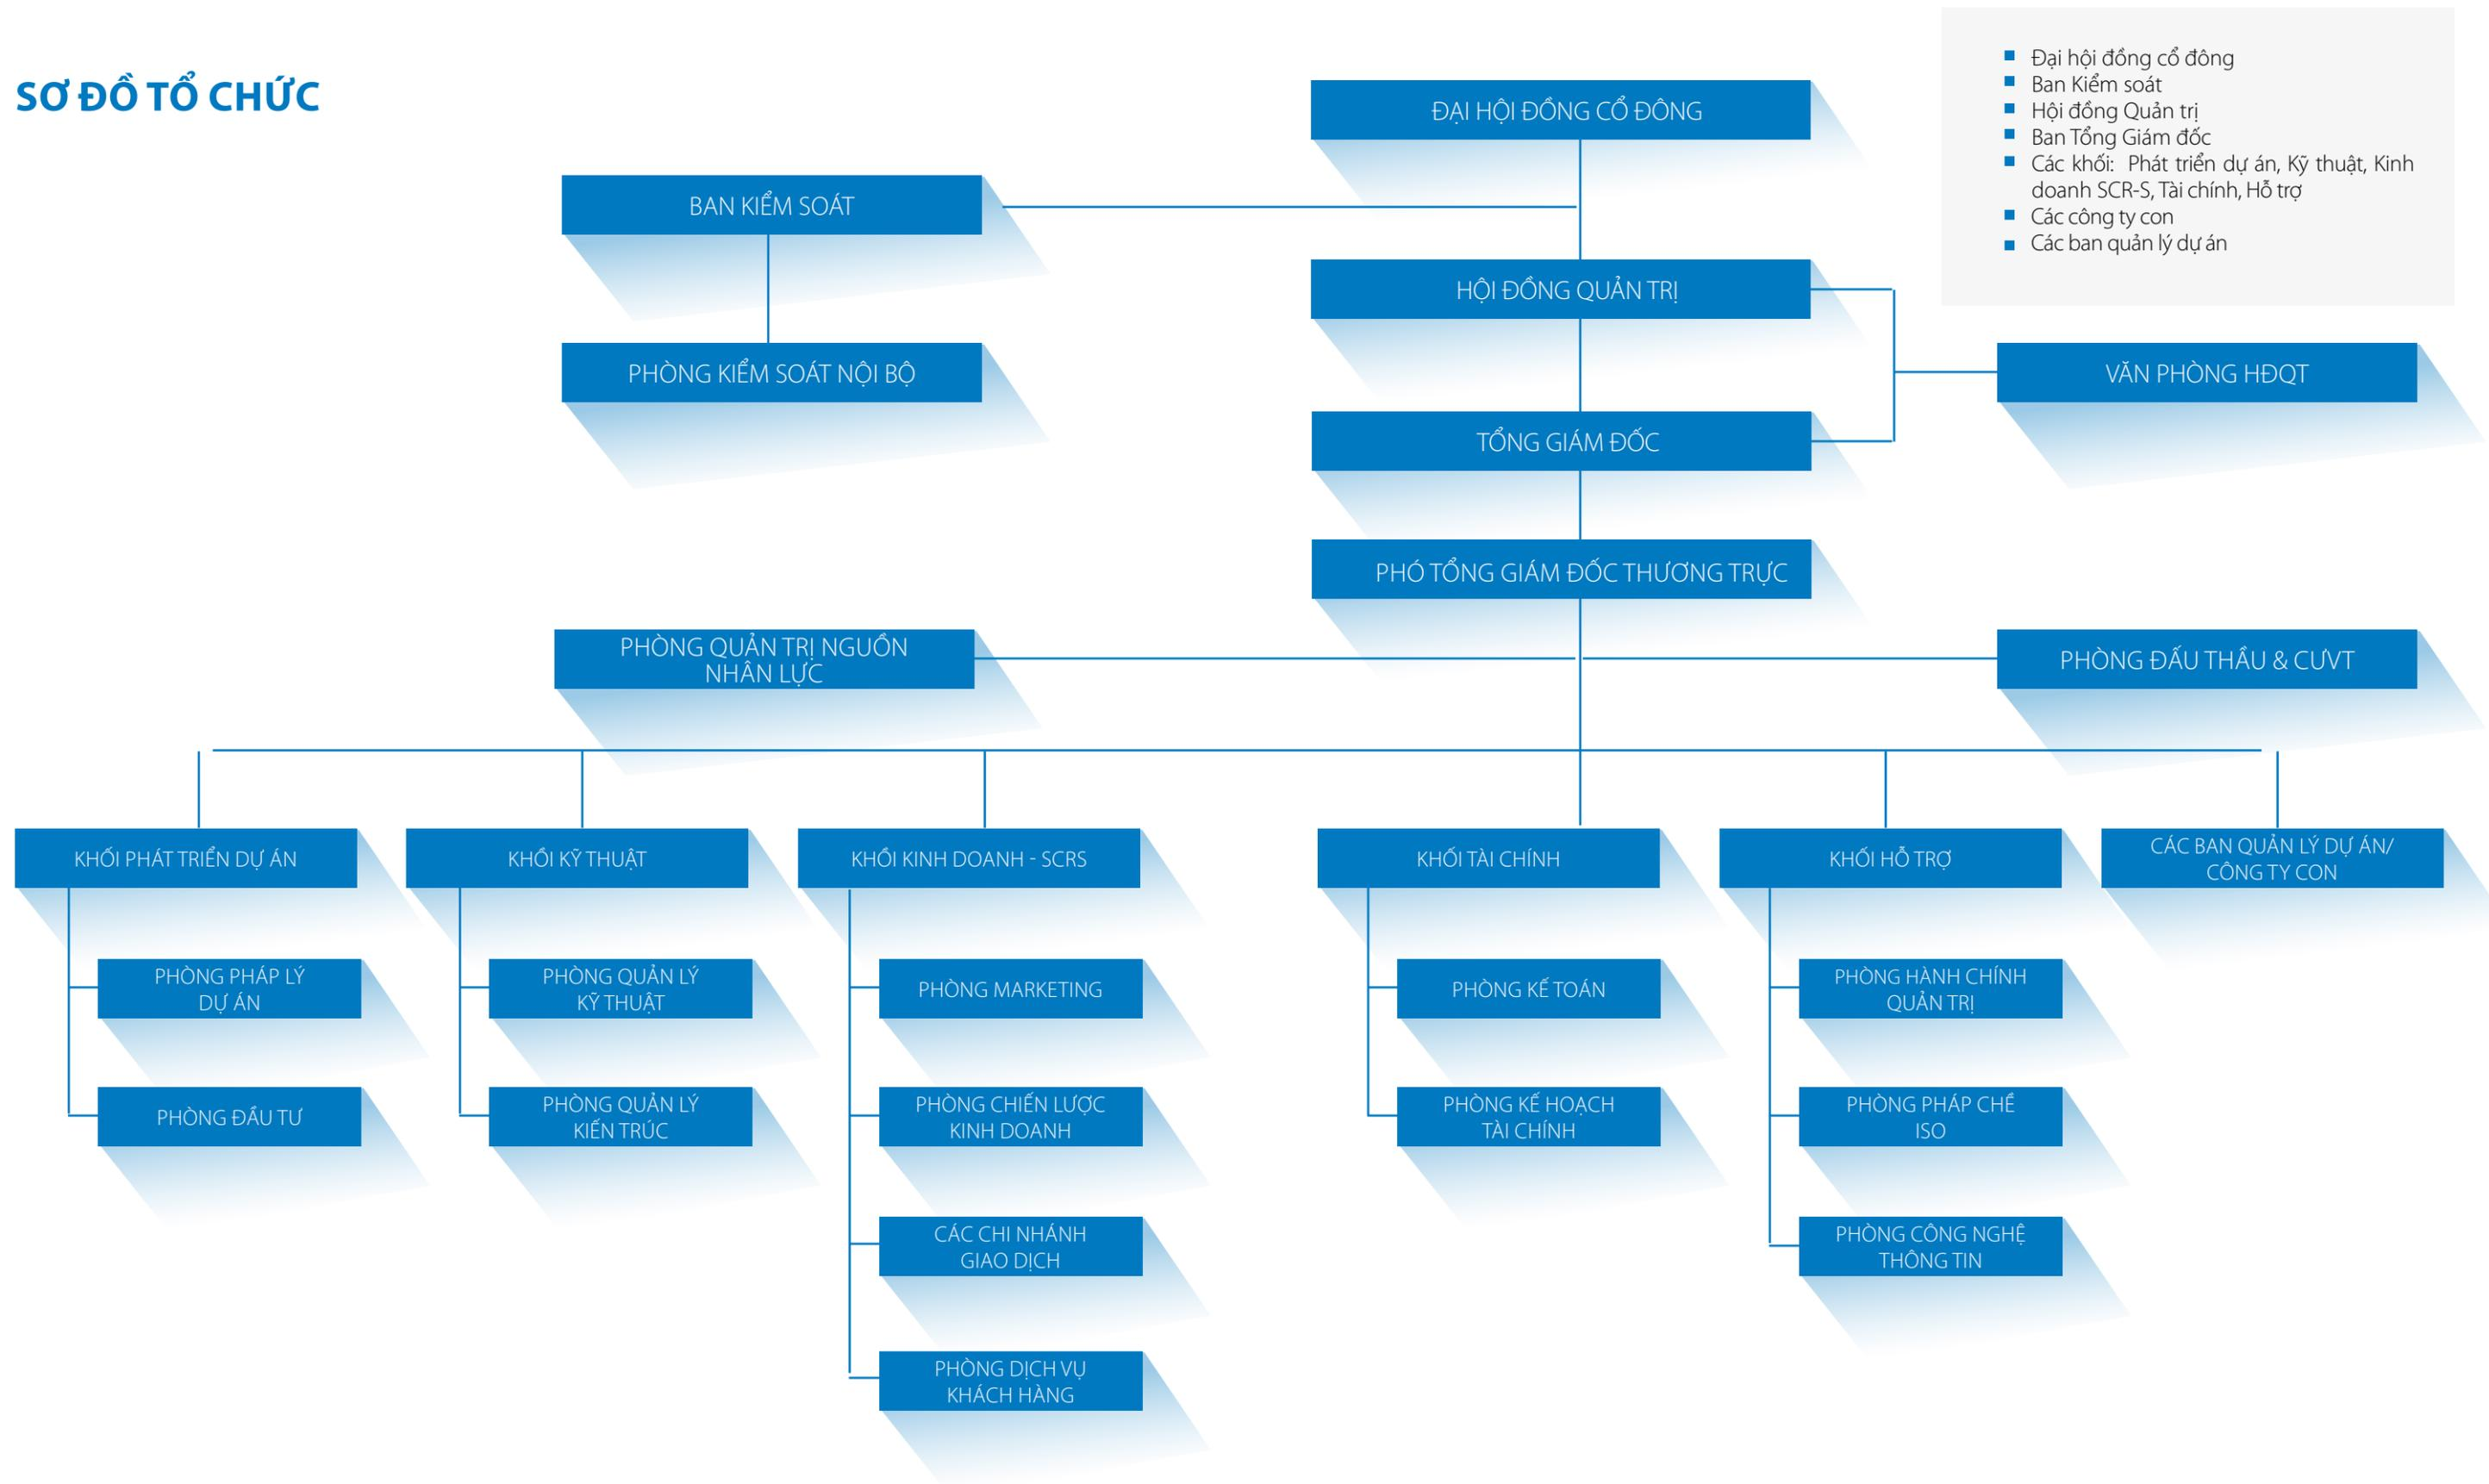 SƠ ĐỒ TỔ CHỨC
Đại hội đồng cổ đông
Ban Kiểm soát
Hội đồng Quản trị
Ban Tổng Giám đốc
Các khối: Phát triển dự án, Kỹ thuật, Kinh
doanh SCR-S, Tài chính, Hỗ trợ
Các công ty con
Các ban quản lý dự án
ĐẠI HỘI ĐỒNG CỔ ĐÔNG
BAN KIỂM SOÁT
HỘI ĐỒNG QUẢN TRỊ
PHÒNG KIỂM SOÁT NỘI BỘ
VĂN PHÒNG HĐQT
TỔNG GIÁM ĐỐC
PHÓ TỔNG GIÁM ĐỐC THƯƠNG TRỰC
PHÒNG QUẢN TRỊ NGUỒN
NHÂN LỰC
PHÒNG ĐẤU THẦU & CƯVT
KHỐI PHÁT TRIỂN DỰ ÁN
KHỒI KỸ THUẬT
KHỒI KINH DOANH - SCRS
KHỐI TÀI CHÍNH
KHỐI HỖ TRỢ
CÁC BAN QUẢN LÝ DỰ ÁN/
CÔNG TY CON
PHÒNG PHÁP LÝ
DỰ ÁN
PHÒNG ĐẦU TƯ
PHÒNG QUẢN LÝ
KỸ THUẬT
PHÒNG QUẢN LÝ
KIẾN TRÚC
PHÒNG MARKETING
PHÒNG CHIẾN LƯỢC
KINH DOANH
CÁC CHI NHÁNH
GIAO DỊCH
PHÒNG DỊCH VỤ
KHÁCH HÀNG
PHÒNG KẾ TOÁN
PHÒNG KẾ HOẠCH
TÀI CHÍNH
PHÒNG HÀNH CHÍNH
QUẢN TRỊ
PHÒNG PHÁP CHẾ
ISO
PHÒNG CÔNG NGHỆ
THÔNG TIN